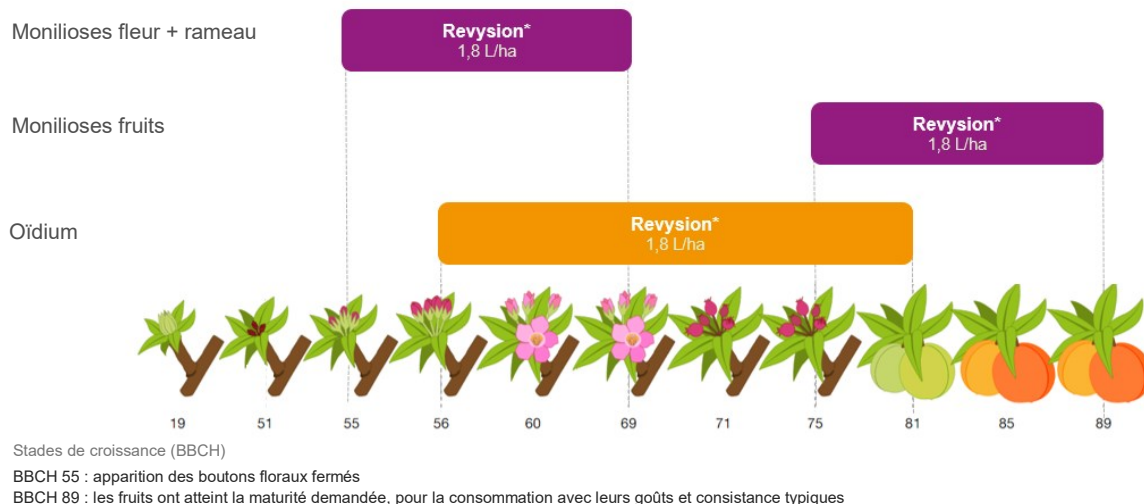 Monilioses fleur + rameau
Revysion*
1,8 L/ha
Monilioses fruits
Revysion*
1,8 L/ha
Oïdium
Revysion*
1,8 L/ha
19 51 55 56 60 69 71 75 81 85 89
Stades de croissance (BBCH)
BBCH 55 : apparition des boutons floraux fermés
BBCH 89 : les fruits ont atteint la maturité demandée, pour la consommation avec leurs goûts et consistance typiques